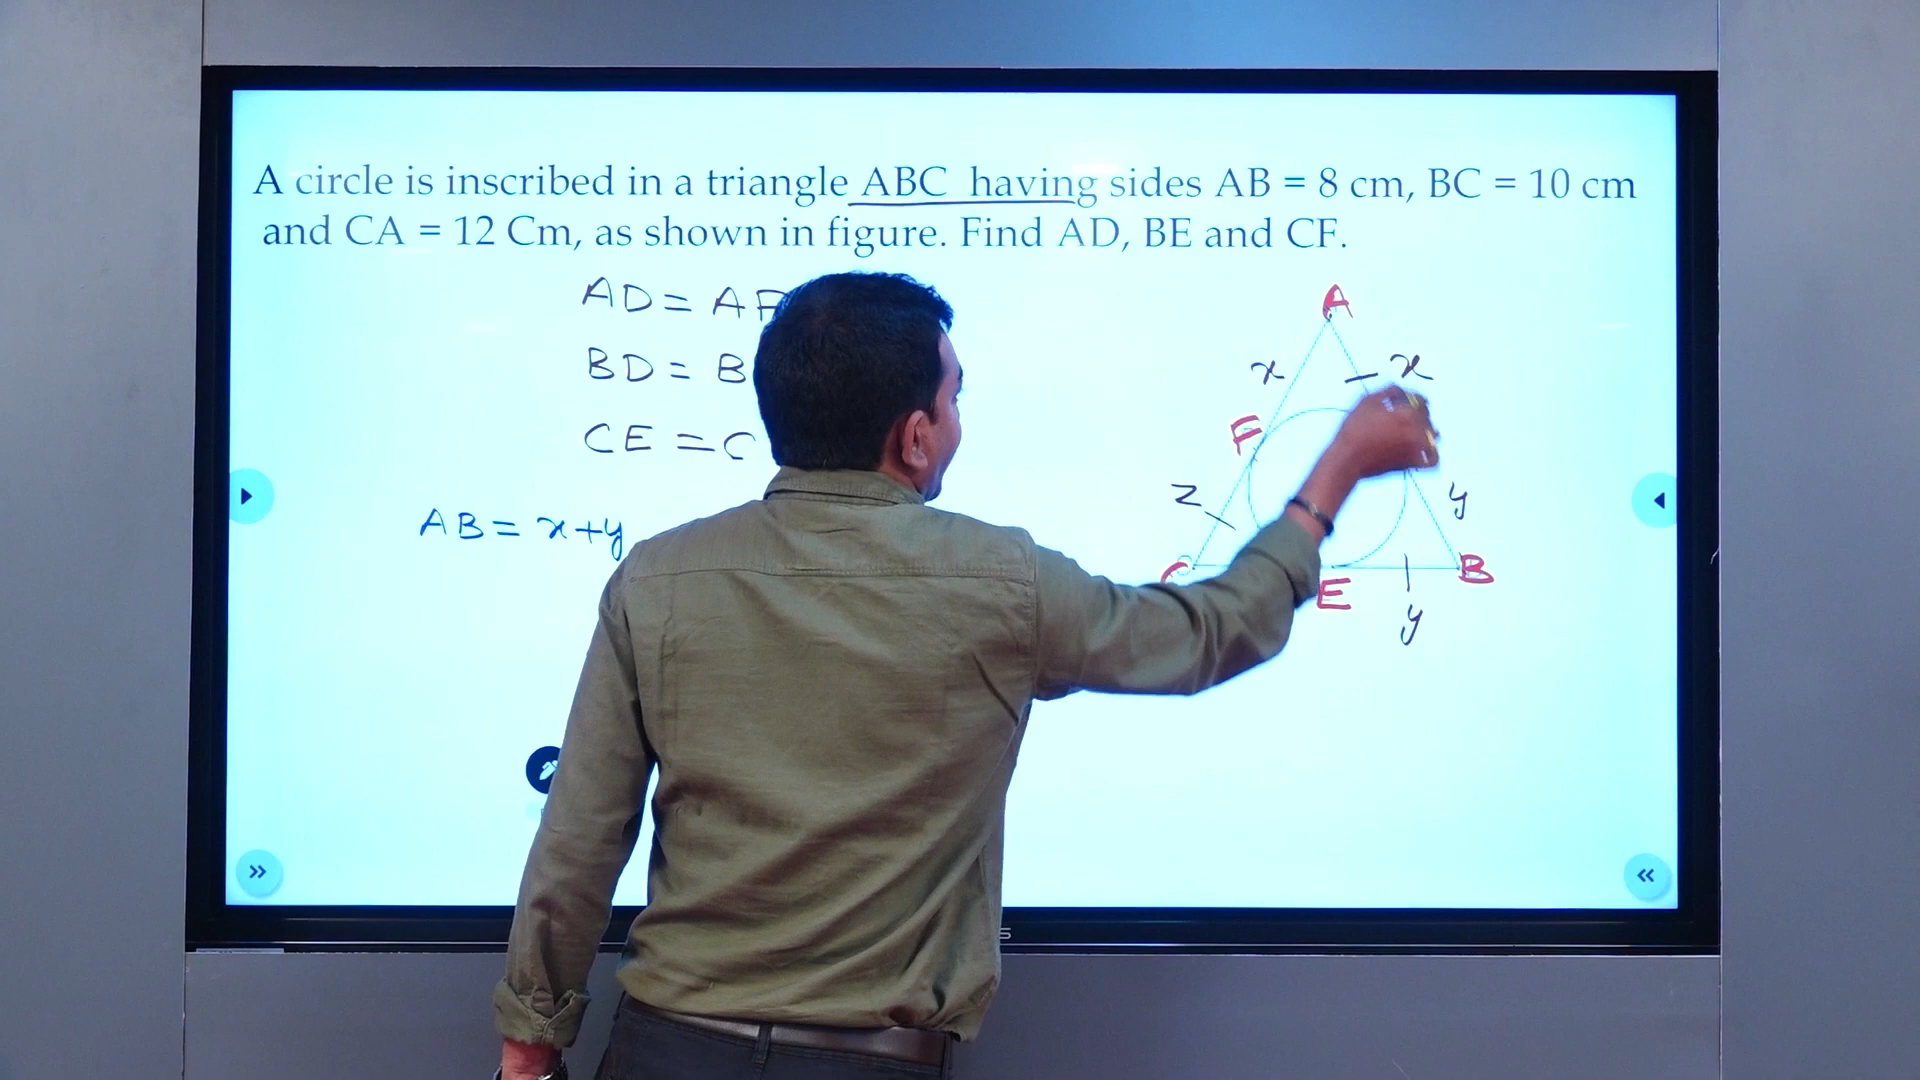 A circle is inscribed in a triangle ABC having sides AB = 8 cm, BC = 10 cm
and CA = 12 Cm, as shown in figure. Find AD, BE and CF.
AD = AF
BD = B
CE = C
AB = x+y
A
x
x
F
z
y
C
E
B
y